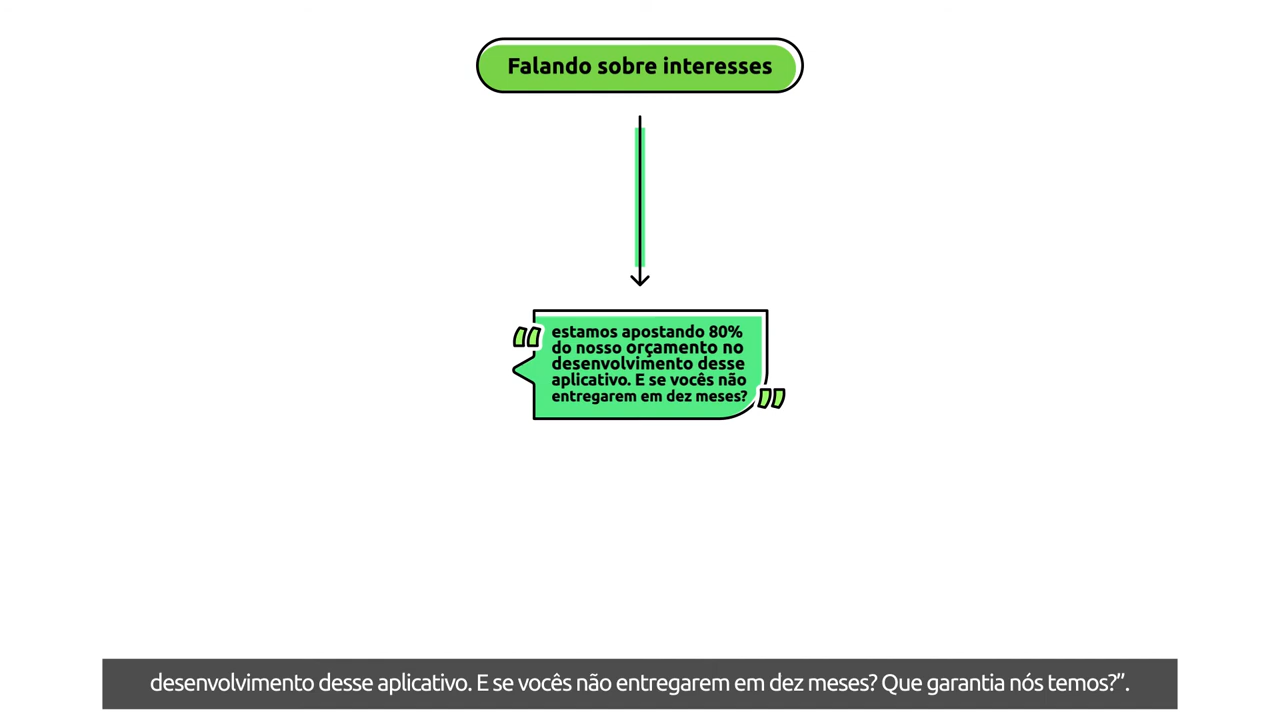 Falando sobre interesses
estamos apostando 80%
do nosso orçamento no
desenvolvimento desse
aplicativo. E se vocês não
entregarem em dez meses?
desenvolvimento desse aplicativo. E se vocês não entregarem em dez meses? Que garantia nós temos?”.